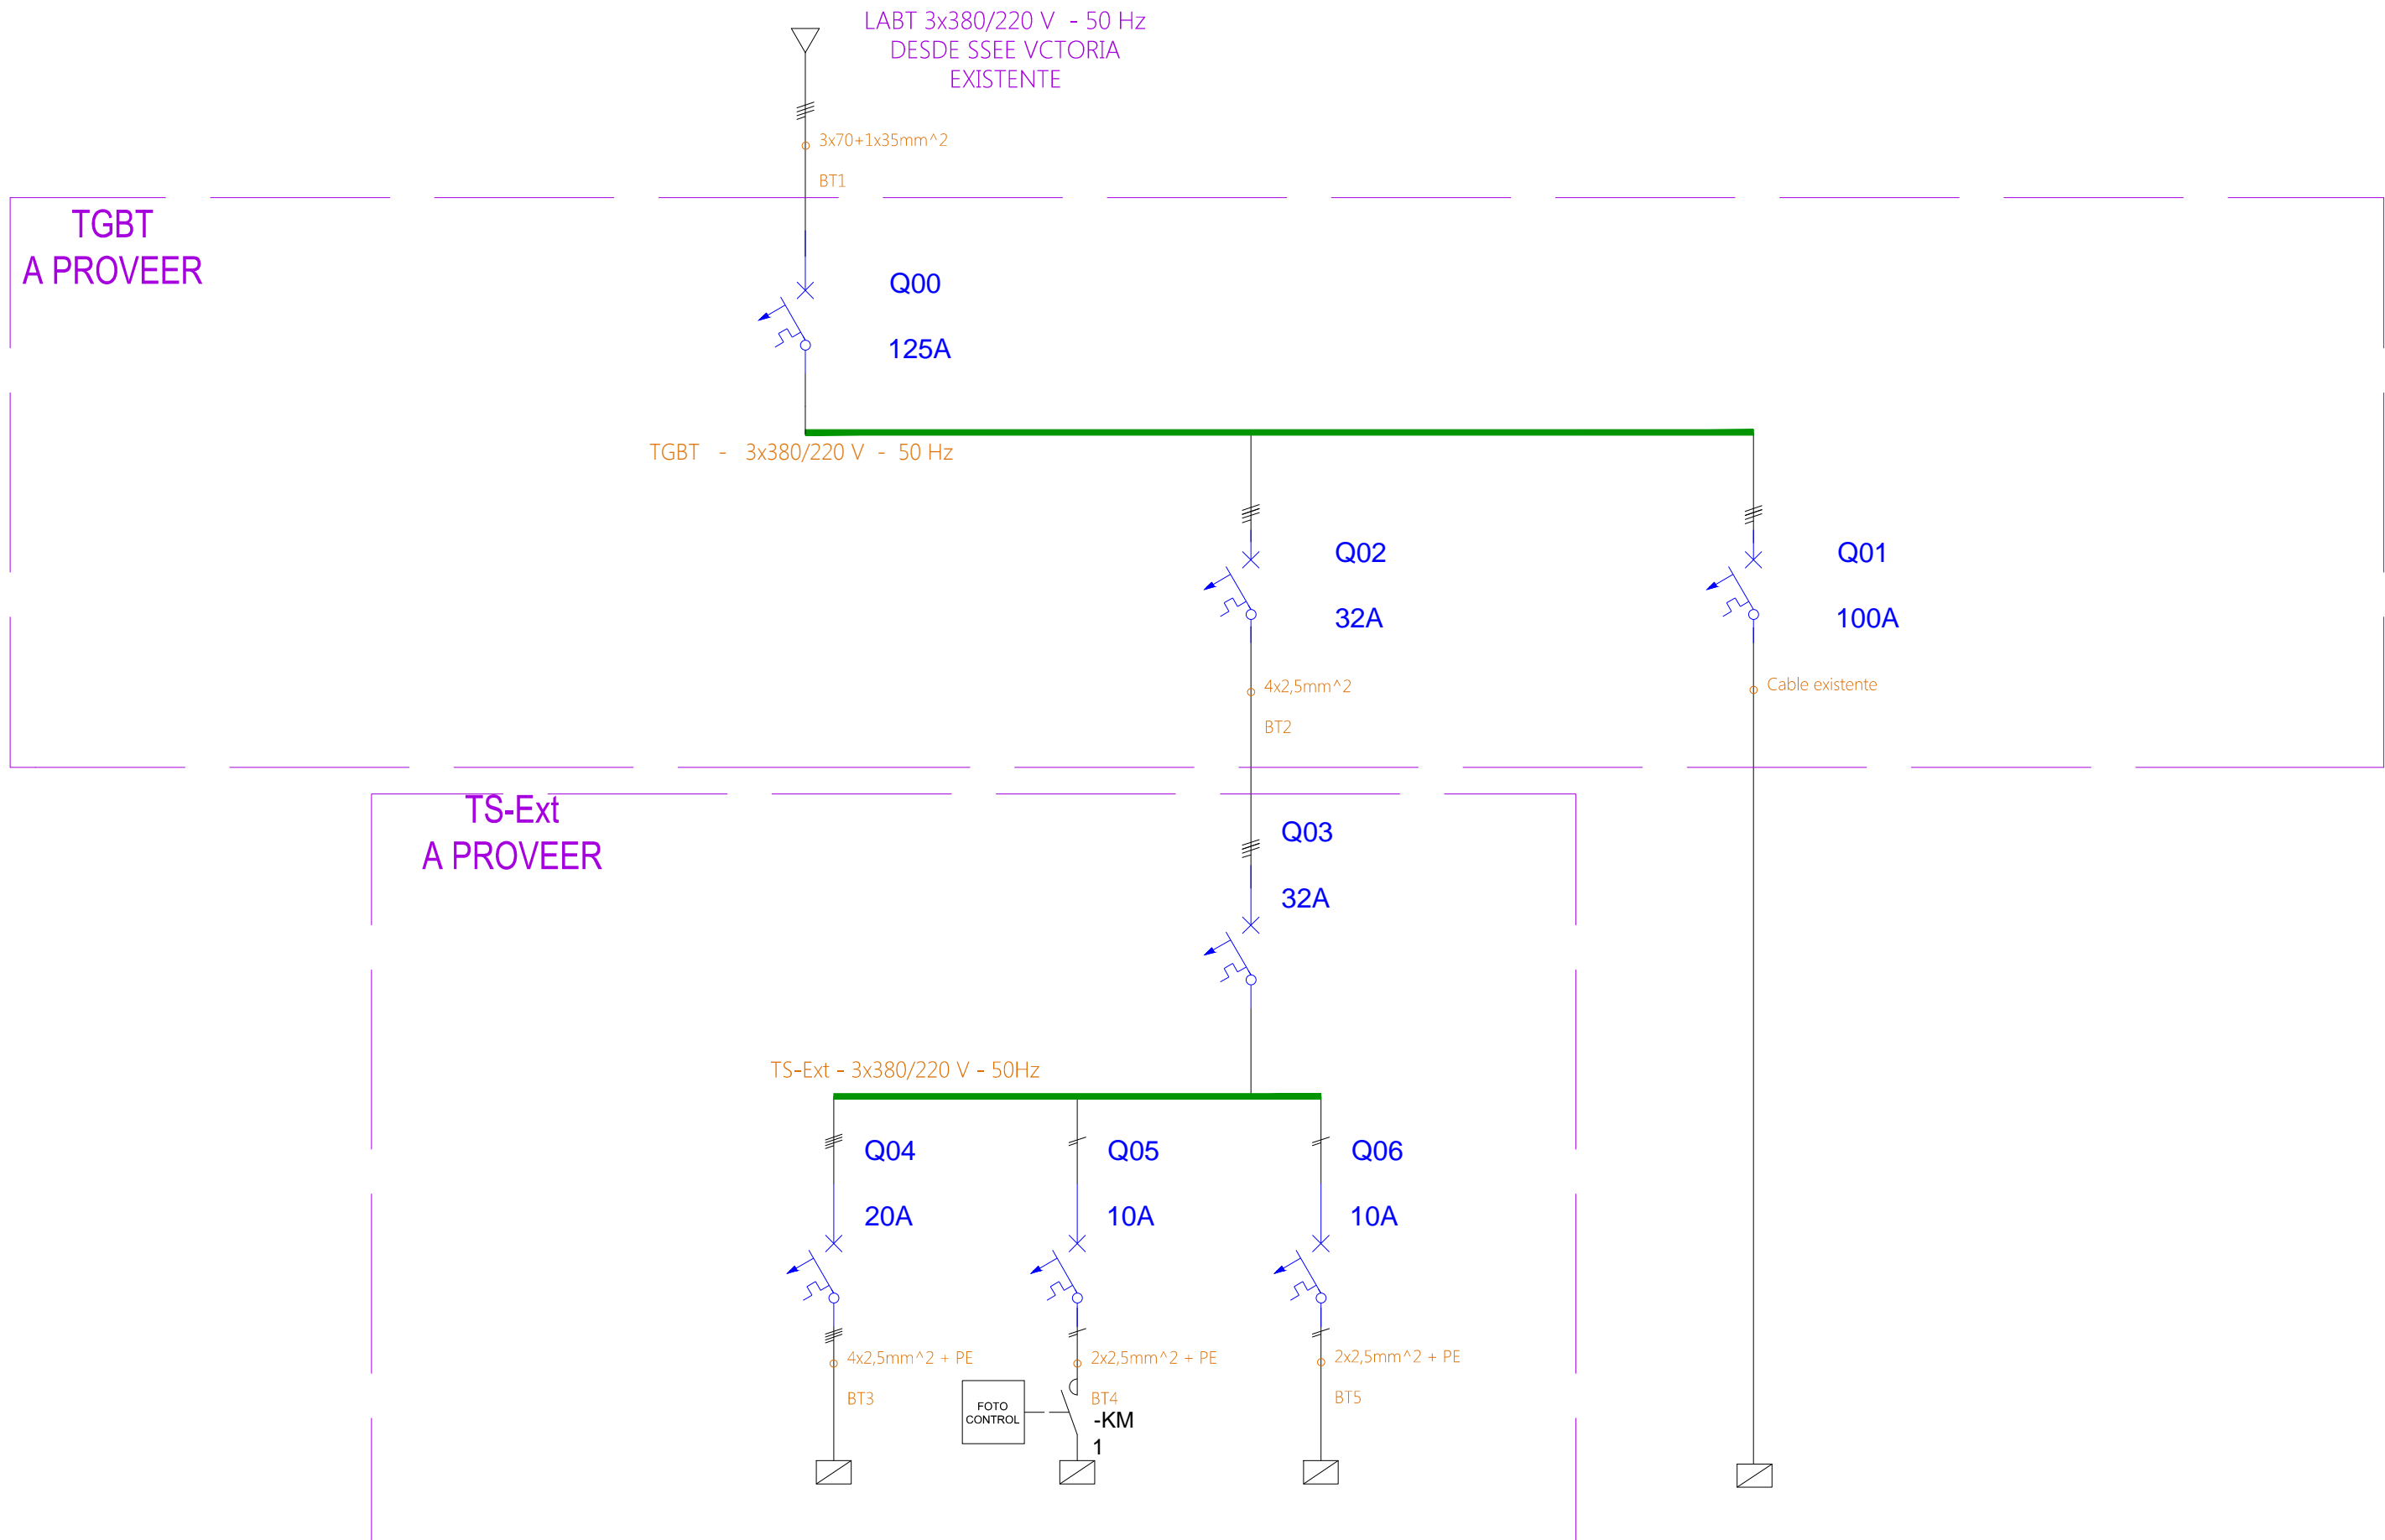 LABT 3x380/220 V - 50 Hz
DESDE SSEE VCTORIA
EXISTENTE
3x70+1x35mm^2
BT1
TGBT
A PROVEER
Q00
125A
TGBT - 3x380/220 V - 50 Hz
Q02
32A
Q01
100A
4x2,5mm^2
BT2
Cable existente
TS-Ext
A PROVEER
Q03
32A
TS-Ext - 3x380/220 V - 50Hz
Q04
20A
Q05
10A
Q06
10A
4x2,5mm^2 + PE
BT3
2x2,5mm^2 + PE
BT4
2x2,5mm^2 + PE
BT5
FOTO
CONTROL
-KM
1